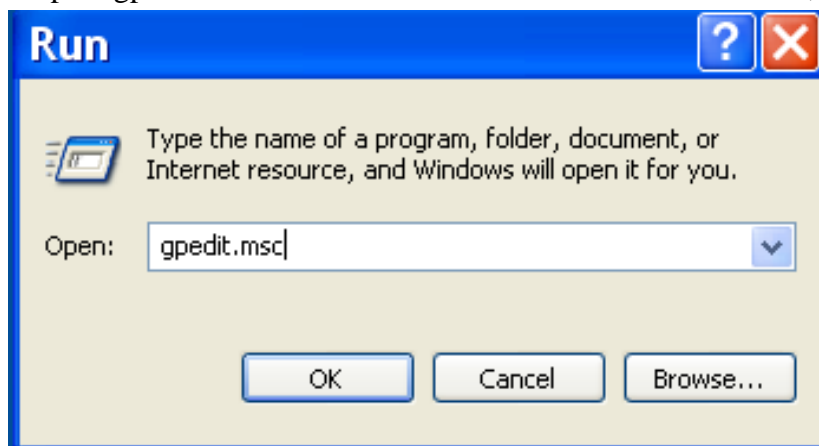 Run
Type the name of a program, folder, document, or
Internet resource, and Windows will open it for you.
Open: gpedit.msc
OK Cancel Browse...